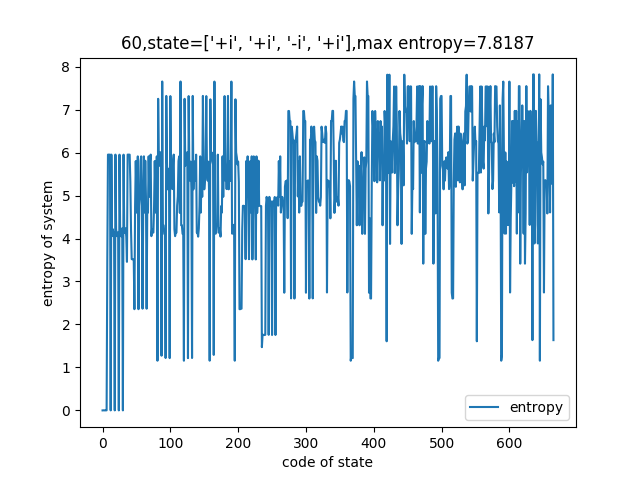 60,state=['+i', '+i', '-i', '+i'],max entropy=7.8187
8
7
6
5
4
3
2
1
0
entropy of system
entropy
0 100 200 300 400 500 600
code of state